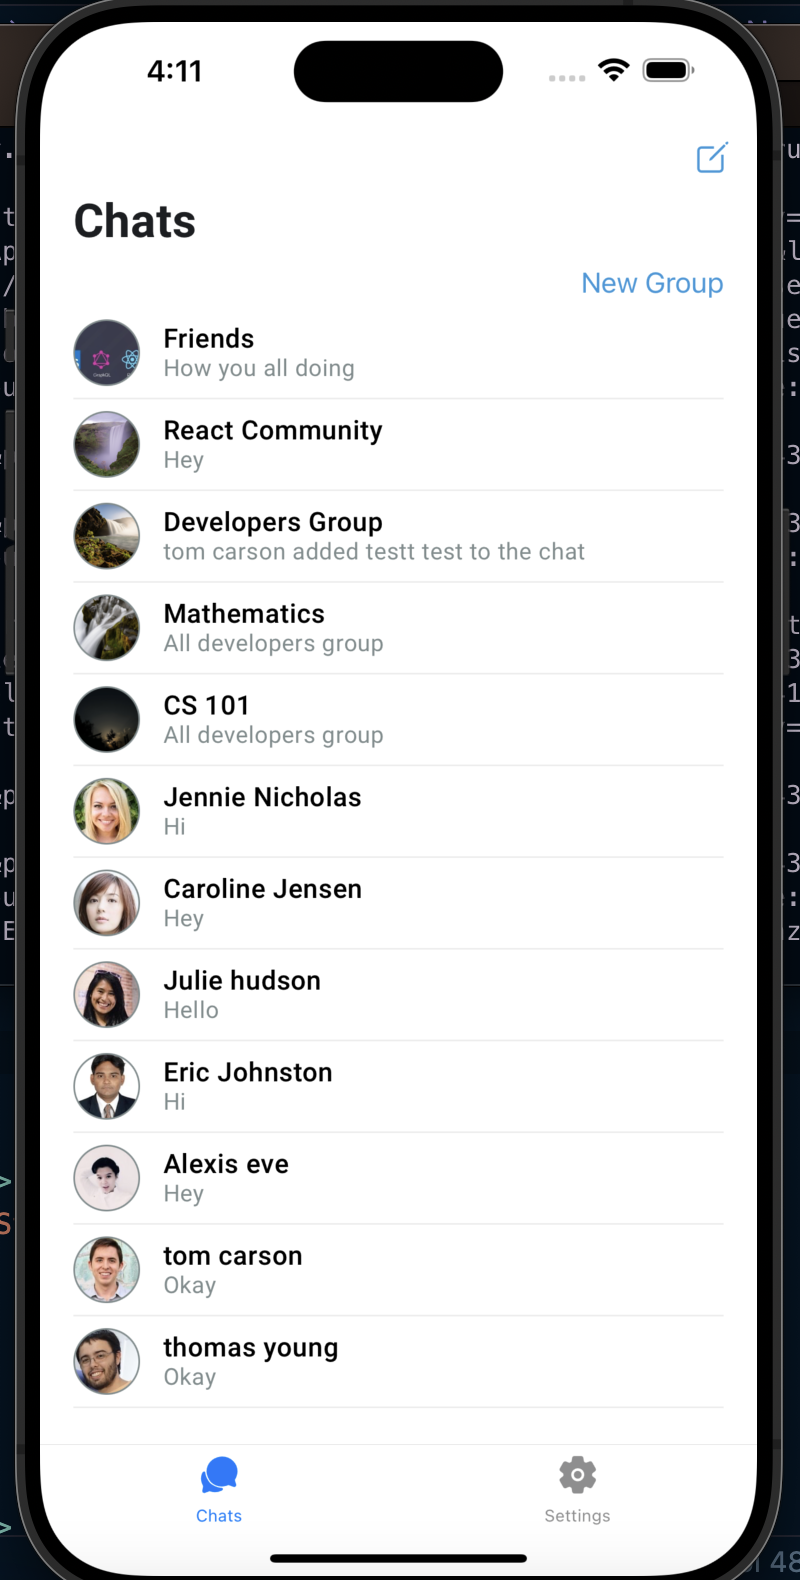 4:11
Chats
New Group
Friends
How you all doing
React Community
Hey
Developers Group
tom carson added testt test to the chat
Mathematics
All developers group
CS 101
All developers group
Jennie Nicholas
Hi
Caroline Jensen
Hey
Julie hudson
Hello
Eric Johnston
Hi
Alexis eve
Hey
tom carson
Okay
thomas young
Okay
Chats
Settings